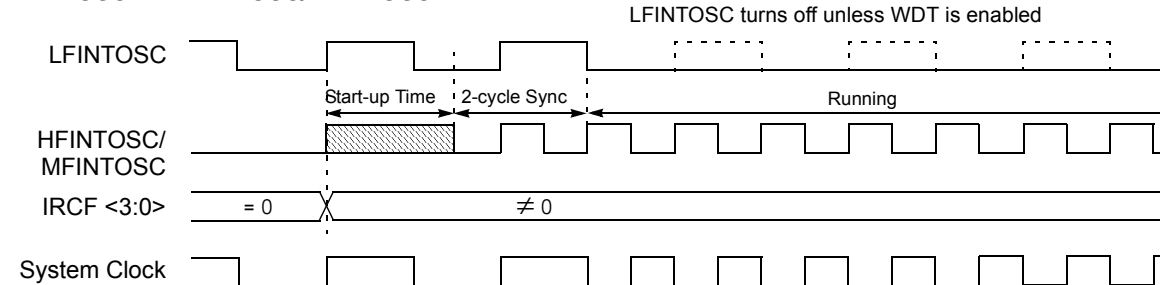 LFINTOSC turns off unless WDT is enabled
LFINTOSC
Start-up Time 2-cycle Sync Running
HFINTOSC/
MFINTOSC
IRCF <3:0> = 0 ≠ 0
System Clock